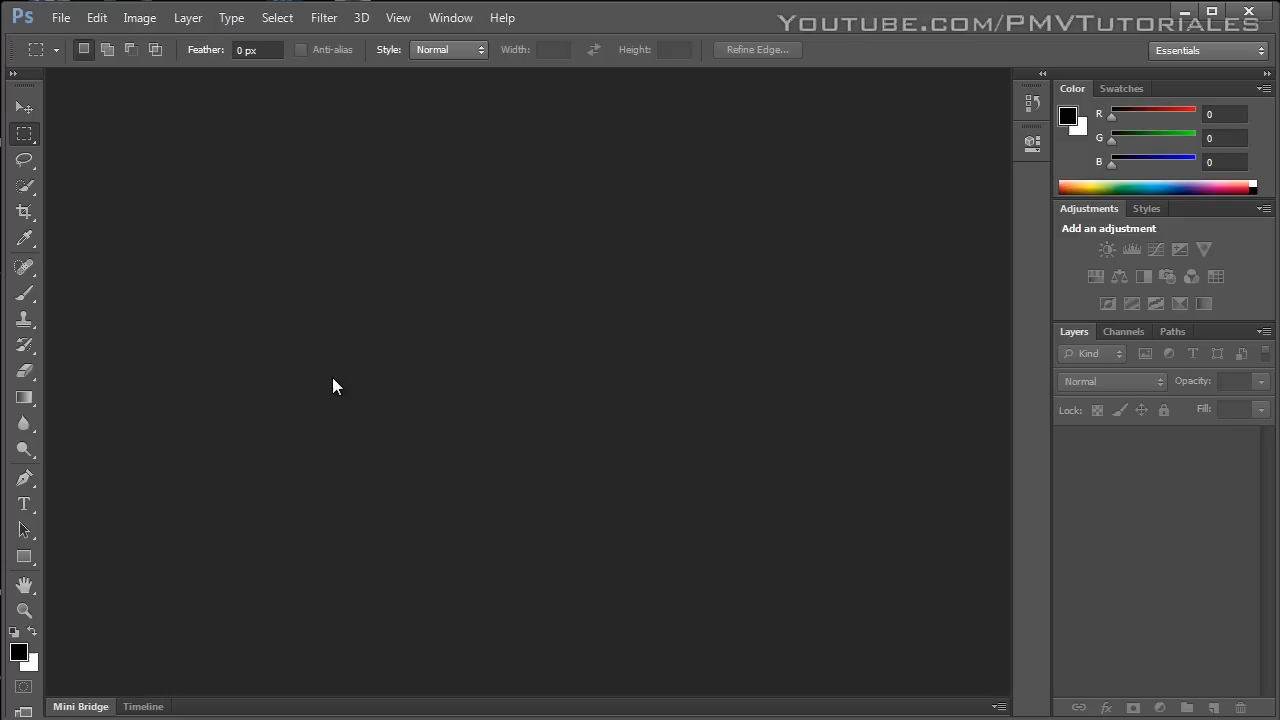 Ps File Edit Image Layer Type Select Filter 3D View Window Help
Youtube.com/PMVTutoriales
Feather: 0 px Anti-alias Style: Normal Width: Height: Refine Edge... Essentials
Color Swatches
R 0
G 0
B 0
Adjustments Styles
Add an adjustment
Layers Channels Paths
Kind
Normal Opacity:
Lock: Fill:
T
fx
Mini Bridge Timeline